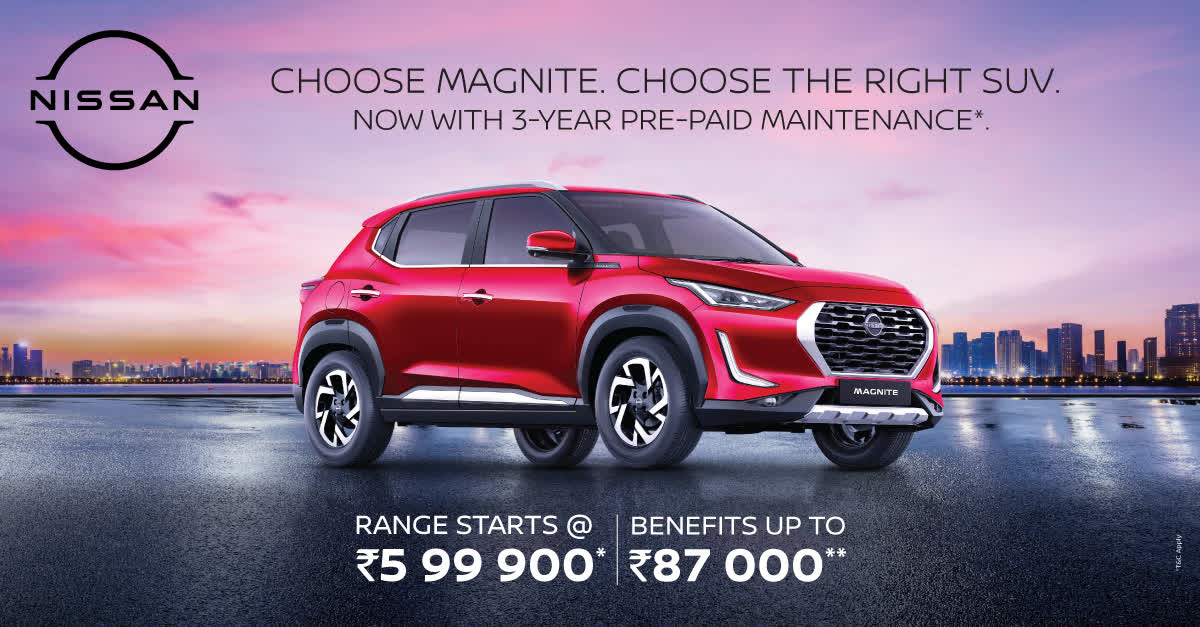 NISSAN
CHOOSE MAGNITE. CHOOSE THE RIGHT SUV.
NOW WITH 3-YEAR PRE-PAID MAINTENANCE*.
MAGNITE
RANGE STARTS @
₹5 99 900*
BENEFITS UP TO
₹87 000**
*T&C Apply